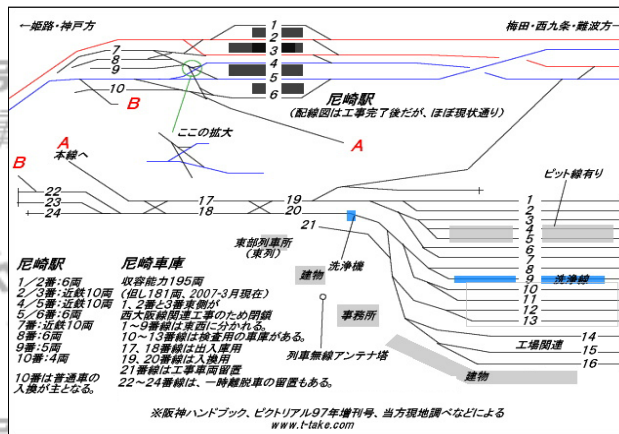 ←姫路・神戸方
梅田・西九条・難波方→
1
2
3
4
5
6
7
8
9
10
尼崎駅
(配線図は工事完了後だが、ほぼ現状通り)
B
A
ここの拡大
A
本線へ
B
22
23
24
17
18
19
20
21
1
2
3
4
5
6
7
8
9
10
11
12
13
14
15
16
ピット線有り
洗浄線
工場関連
東部列車所
(東列)
洗浄機
建物
事務所
列車無線アンテナ塔
建物
尼崎駅
1/2番:6両
2/3番:近鉄10両
4/5番:近鉄10両
5/6番:6両
7番:近鉄10両
8番:6両
9番:5両
10番:4両
10番は普通車の
入換が主となる。
尼崎車庫
収容能力195両
(但し181両、2007-3月現在)
1、2番と3番東側が
西大阪線関連工事のため閉鎖
1~9番線は東西に分かれる。
10~13番線は検査用の車庫がある。
17、18番線は出入庫用
19、20番線は入換用
21番線は工事車両留置
22~24番線は、一時離脱車の留置もある。
※阪神ハンドブック、ピクトリアル97年増刊号、当方現地調べなどによる
www.t-take.com